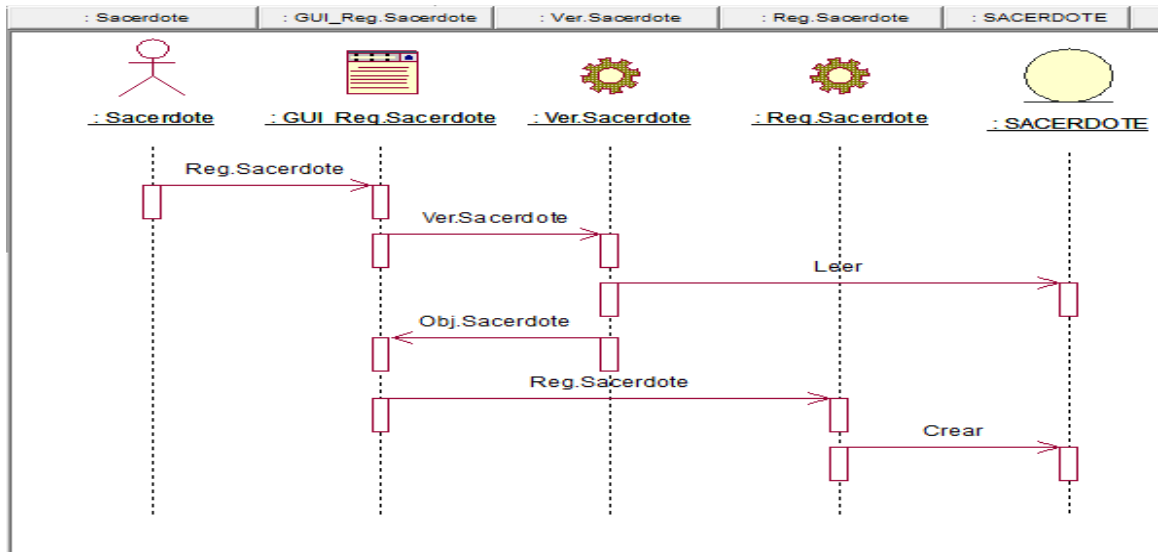 : Sacerdote
: GUI_Reg.Sacerdote
: Ver.Sacerdote
: Reg.Sacerdote
: SACERDOTE
: Sacerdote
: GUI_Reg.Sacerdote
: Ver.Sacerdote
: Reg.Sacerdote
: SACERDOTE
Reg.Sacerdote
Ver.Sacerdote
Leer
Obj.Sacerdote
Reg.Sacerdote
Crear